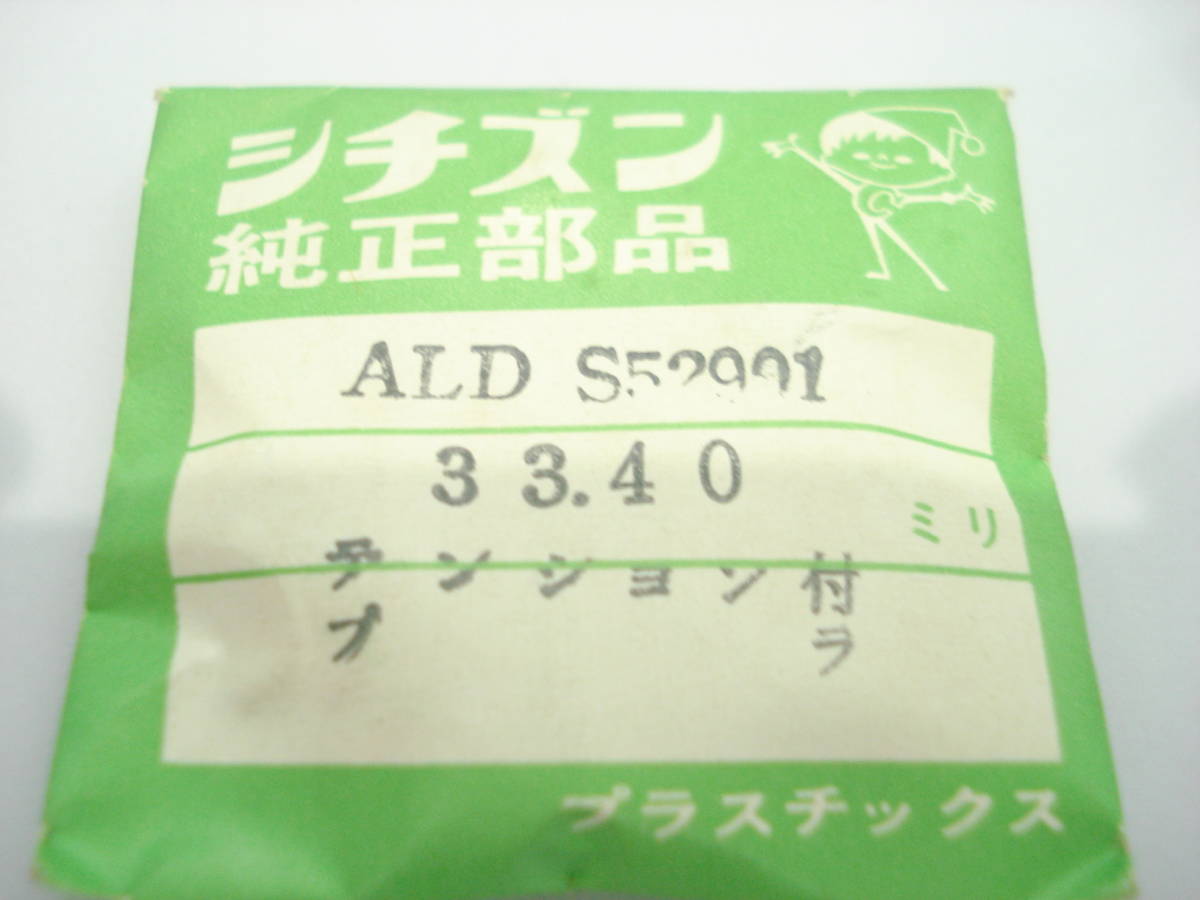 シチズン
純正部品
ALD S52901
33.40
ミリ
テンション付
プラ
プラスチックス